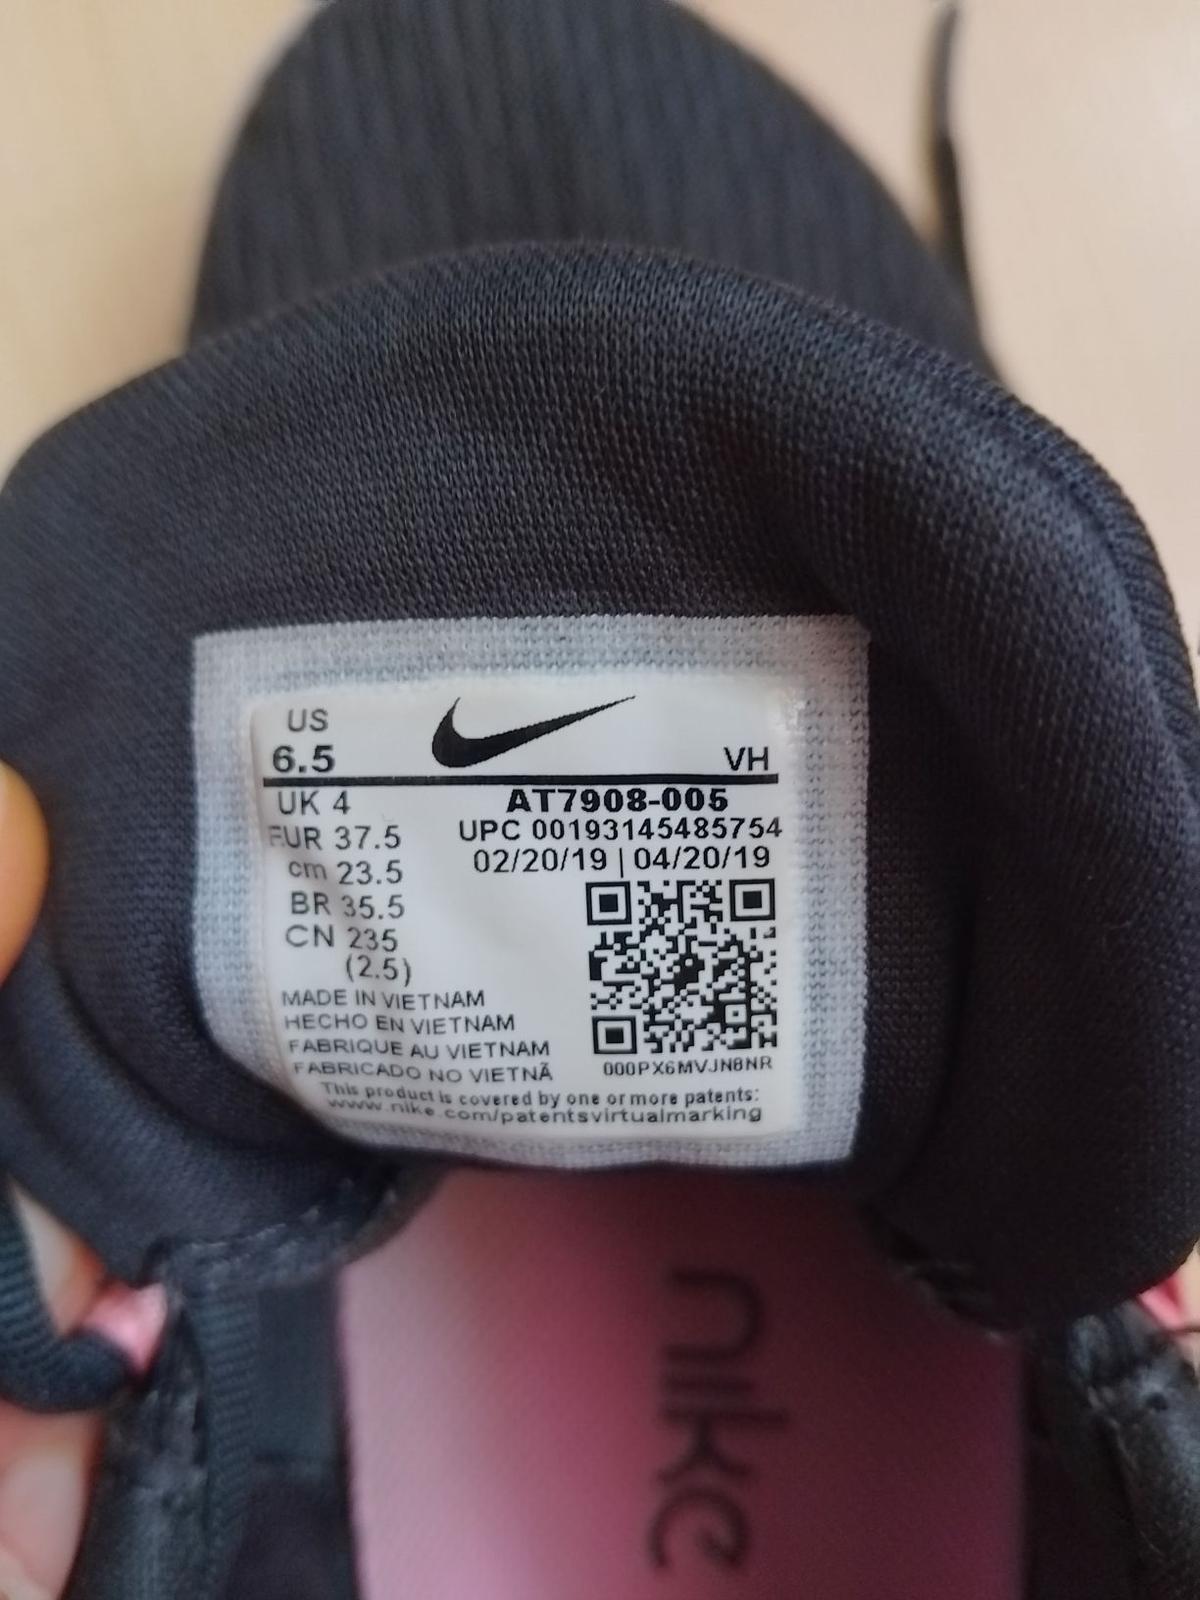 US
6.5
VH
UK 4
EUR 37.5
cm 23.5
BR 35.5
CN 235
(2.5)
AT7908-005
UPC 00193145485754
02/20/19 | 04/20/19
MADE IN VIETNAM
HECHO EN VIETNAM
FABRIQUE AU VIETNAM
FABRICADO NO VIETNÃ
000PX6MVJN8NR
This product is covered by one or more patents:
www.nike.com/patentsvirtualmarking
nike